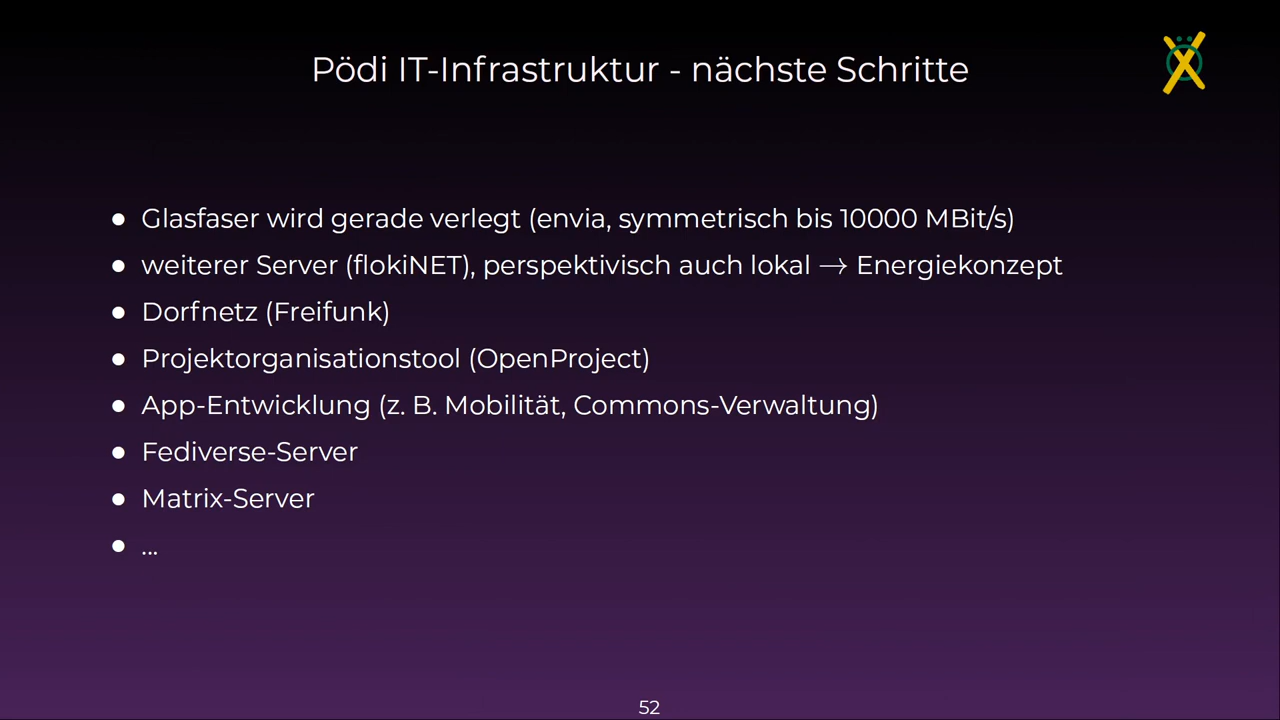 Pödi IT-Infrastruktur - nächste Schritte
● Glasfaser wird gerade verlegt (envia, symmetrisch bis 10000 MBit/s)
● weiterer Server (flokiNET), perspektivisch auch lokal → Energiekonzept
● Dorfnetz (Freifunk)
● Projektorganisationstool (OpenProject)
● App-Entwicklung (z. B. Mobilität, Commons-Verwaltung)
● Fediverse-Server
● Matrix-Server
● ...
52